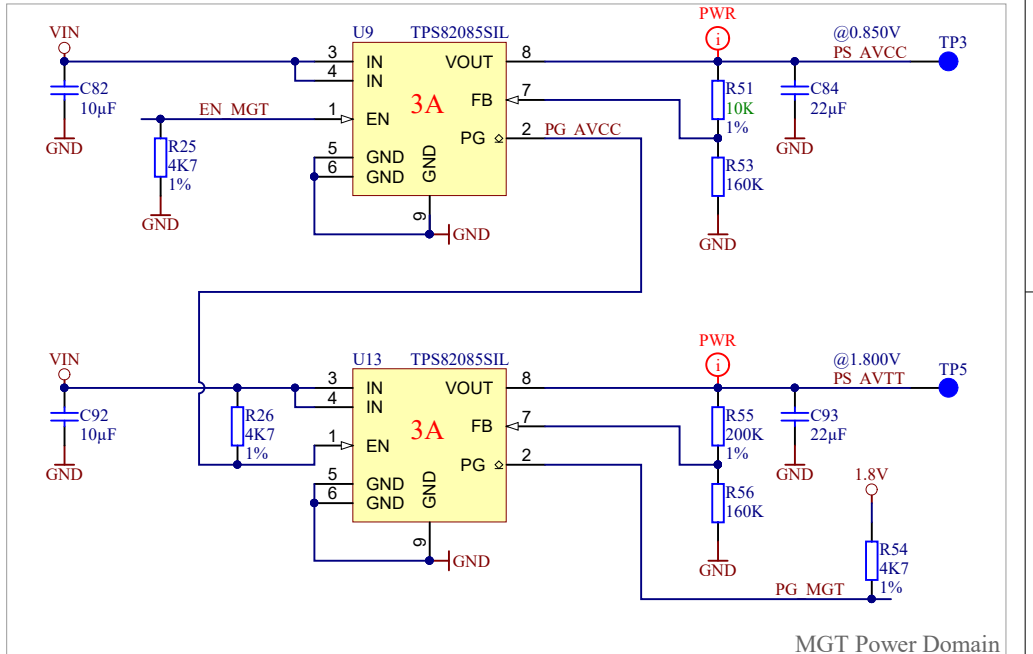 PWR
VIN
U9 TPS82085SIL
@0.850V
TP3
PS_AVCC
3 IN
4 IN
VOUT 8
C82
10µF
3A
R51
10K
1%
C84
22µF
FB 7
EN_MGT
1 EN
PG 2
PG_AVCC
GND
R25
4K7
1%
5 GND
6 GND
GND
9
R53
160K
GND
GND
GND
GND
PWR
VIN
U13 TPS82085SIL
@1.800V
TP5
PS_AVTT
3 IN
4 IN
VOUT 8
C92
10µF
R26
4K7
1%
3A
R55
200K
1%
C93
22µF
FB 7
1 EN
PG 2
GND
5 GND
6 GND
GND
9
R56
160K
GND
1.8V
GND
GND
R54
4K7
1%
PG_MGT
MGT Power Domain